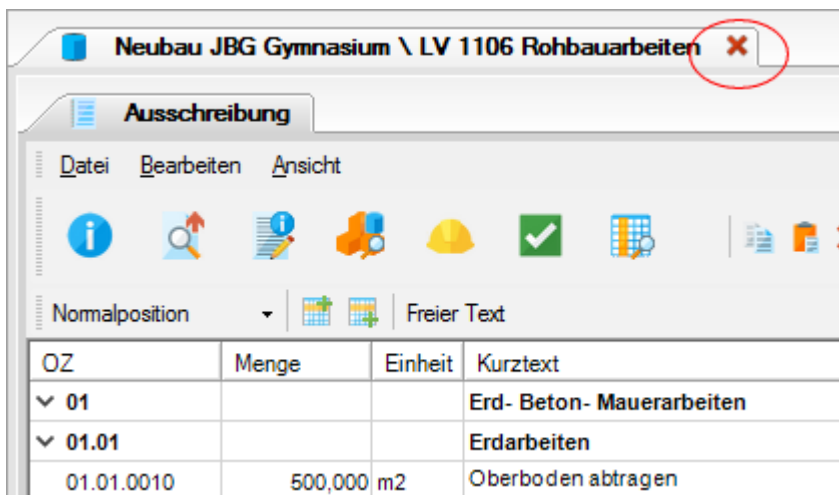 Neubau JBG Gymnasium \ LV 1106 Rohbauarbeiten
Ausschreibung
Datei Bearbeiten Ansicht
Normalposition Freier Text
OZ Menge Einheit Kurztext
01 Erd- Beton- Mauerarbeiten
01.01 Erdarbeiten
01.01.0010 500,000 m2 Oberboden abtragen